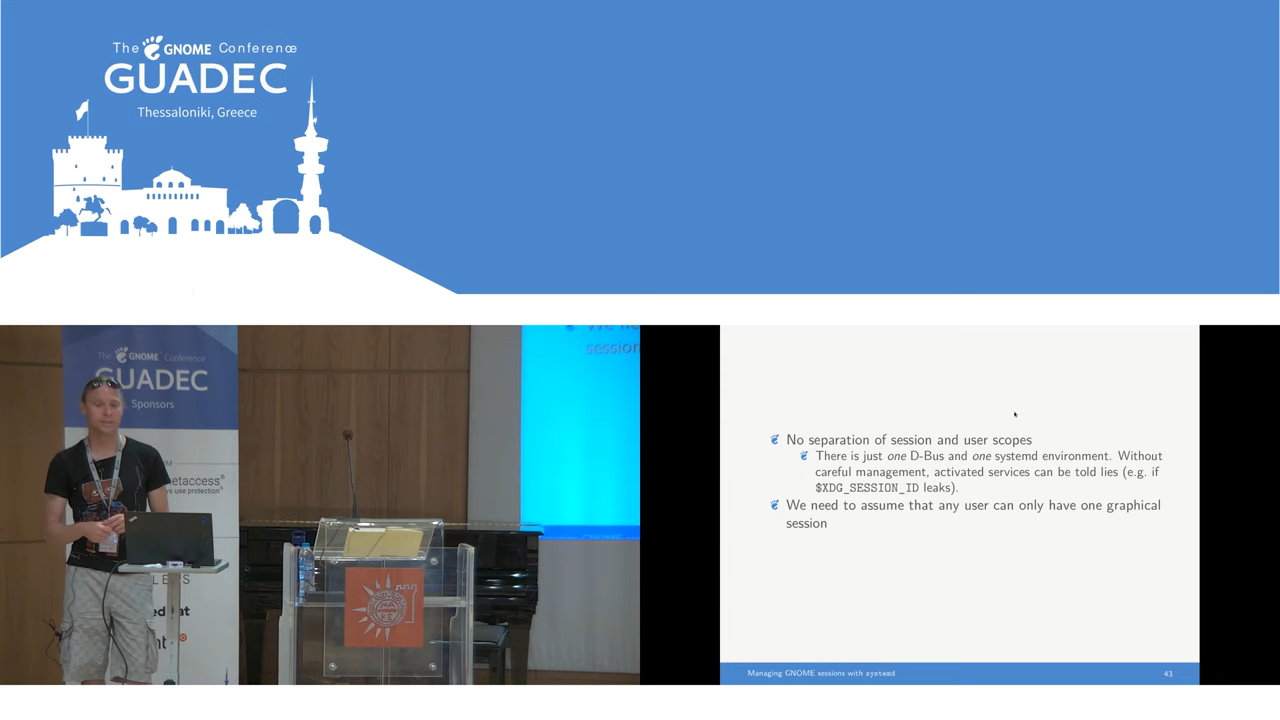 The GNOME Conference
GUADEC
Thessaloniki, Greece
The GNOME Conference
GUADEC
Sponsors
session
No separation of session and user scopes
There is just one D-Bus and one systemd environment. Without
careful management, activated services can be told lies (e.g. if
$XDG_SESSION_ID leaks).
We need to assume that any user can only have one graphical
session
Managing GNOME sessions with systemd
43